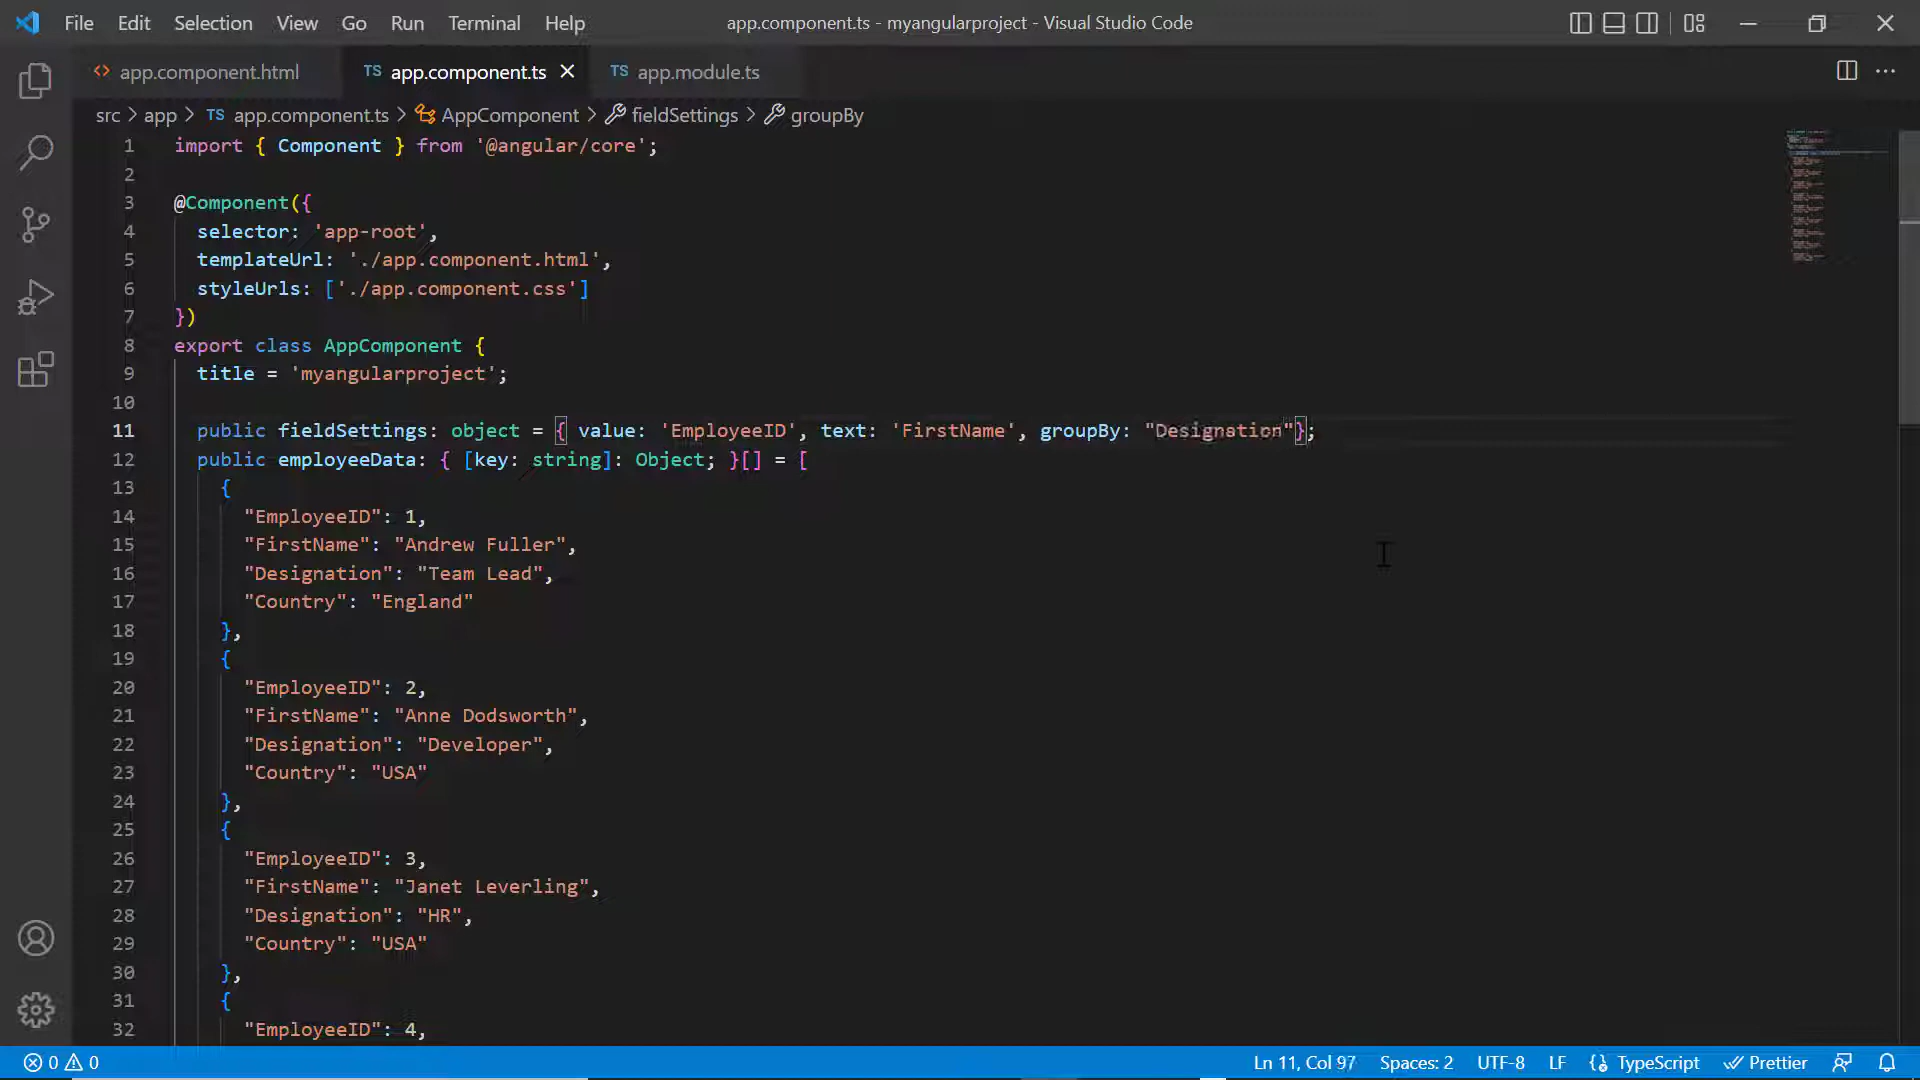 File Edit Selection View Go Run Terminal Help app.component.ts - myangularproject - Visual Studio Code
app.component.html TS app.component.ts TS app.module.ts
src > app > TS app.component.ts > AppComponent > fieldSettings > groupBy
1 import { Component } from '@angular/core';
2
3 @Component({
4 selector: 'app-root',
5 templateUrl: './app.component.html',
6 styleUrls: ['./app.component.css']
7 })
8 export class AppComponent {
9 title = 'myangularproject';
10
11 public fieldSettings: object = { value: 'EmployeeID', text: 'FirstName', groupBy: "Designation"};
12 public employeeData: { [key: string]: Object; }[] = [
13 {
14 "EmployeeID": 1,
15 "FirstName": "Andrew Fuller",
16 "Designation": "Team Lead",
17 "Country": "England"
18 },
19 {
20 "EmployeeID": 2,
21 "FirstName": "Anne Dodsworth",
22 "Designation": "Developer",
23 "Country": "USA"
24 },
25 {
26 "EmployeeID": 3,
27 "FirstName": "Janet Leverling",
28 "Designation": "HR",
29 "Country": "USA"
30 },
31 {
32 "EmployeeID": 4,
0 0 Ln 11, Col 97 Spaces: 2 UTF-8 LF TypeScript Prettier